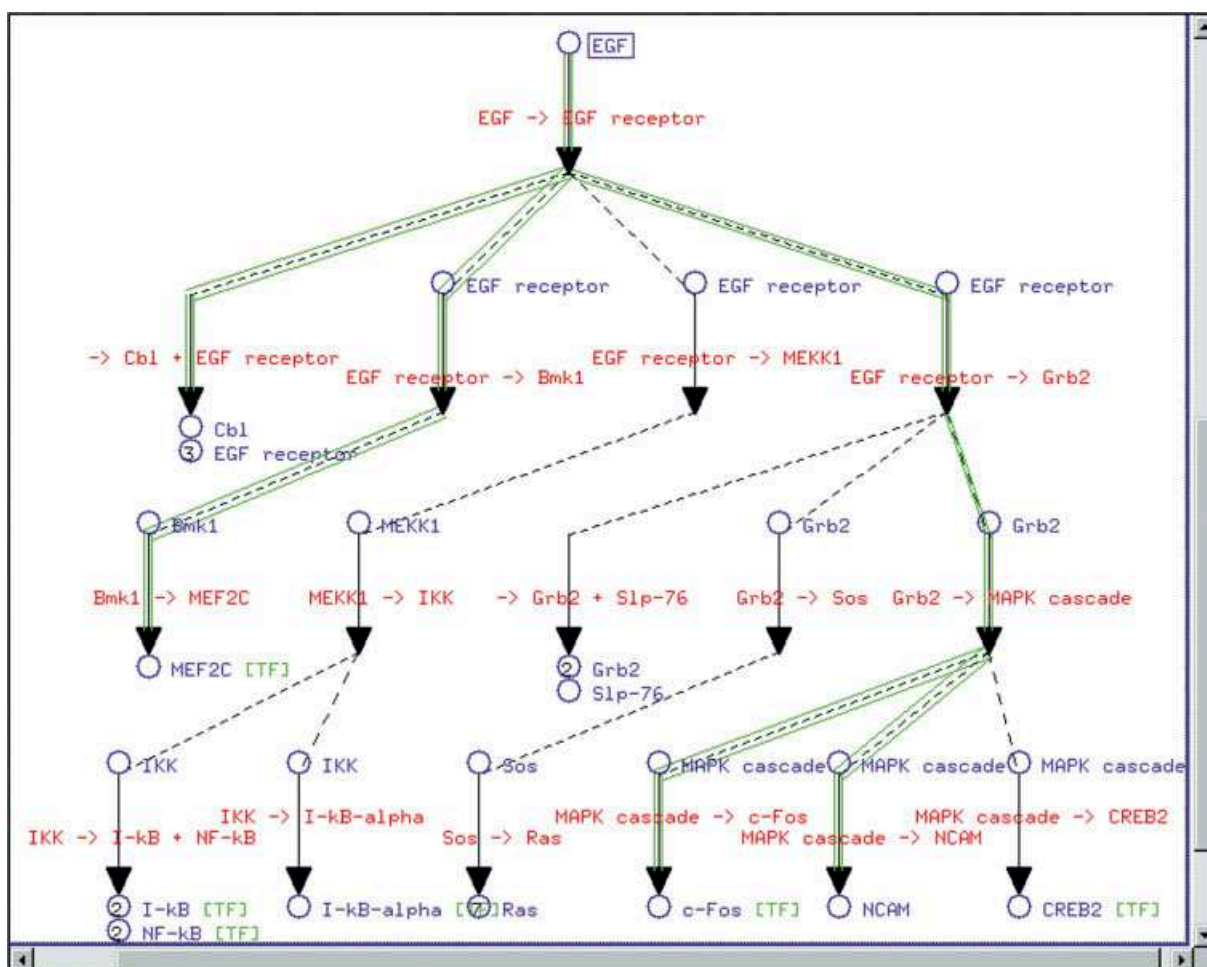 EGF
EGF -> EGF receptor
EGF receptor
EGF receptor
EGF receptor
-> Cbl + EGF receptor
EGF receptor -> Bmk1
EGF receptor -> MEKK1
EGF receptor -> Grb2
Cbl
3 EGF receptor
Bmk1
MEKK1
Grb2
Grb2
Bmk1 -> MEF2C
MEKK1 -> IKK
-> Grb2 + Slp-76
Grb2 -> Sos
Grb2 -> MAPK cascade
MEF2C [TF]
2 Grb2
Slp-76
IKK
IKK
Sos
MAPK cascade
MAPK cascade
MAPK cascade
IKK -> I-kB + NF-kB
IKK -> I-kB-alpha
Sos -> Ras
MAPK cascade -> c-Fos
MAPK cascade -> NCAM
MAPK cascade -> CREB2
2 I-kB [TF]
2 NF-kB [TF]
I-kB-alpha [TF]
7 Ras
c-Fos [TF]
NCAM
CREB2 [TF]